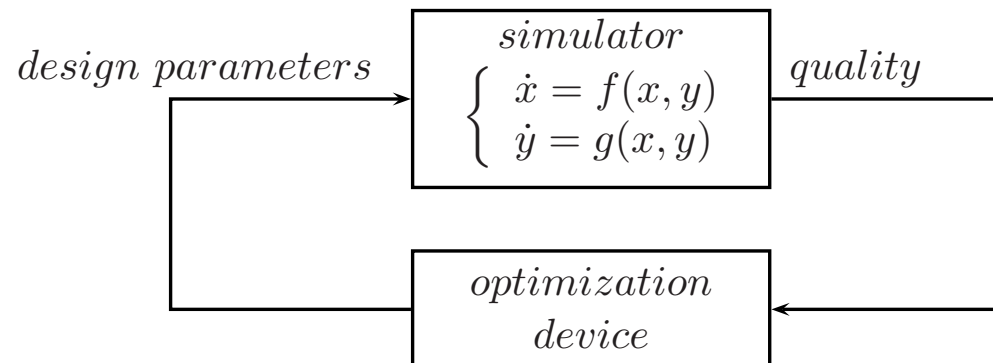 simulator
design parameters
quality
{ ẋ = f(x, y)
ẏ = g(x, y)
optimization
device